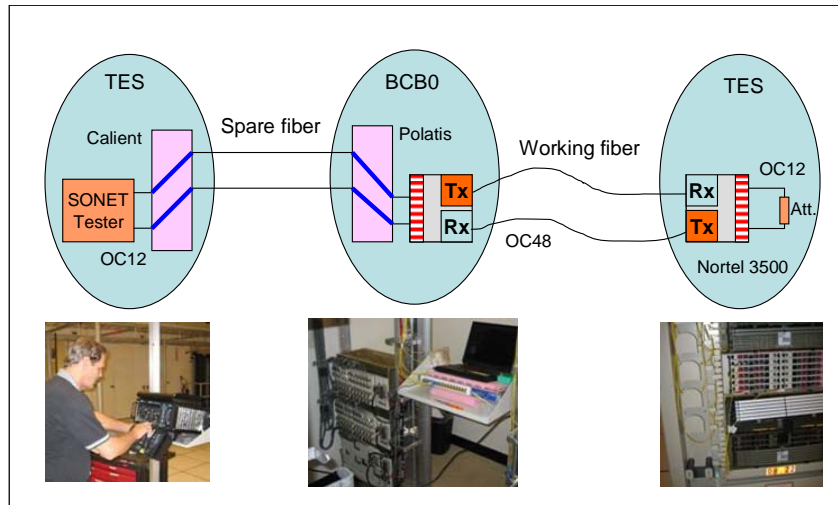 TES
BCB0
TES
Calient
Spare fiber
Polatis
Working fiber
OC12
SONET
Tester
Tx
Rx
Rx
Tx
Att.
OC12
OC48
Nortel 3500